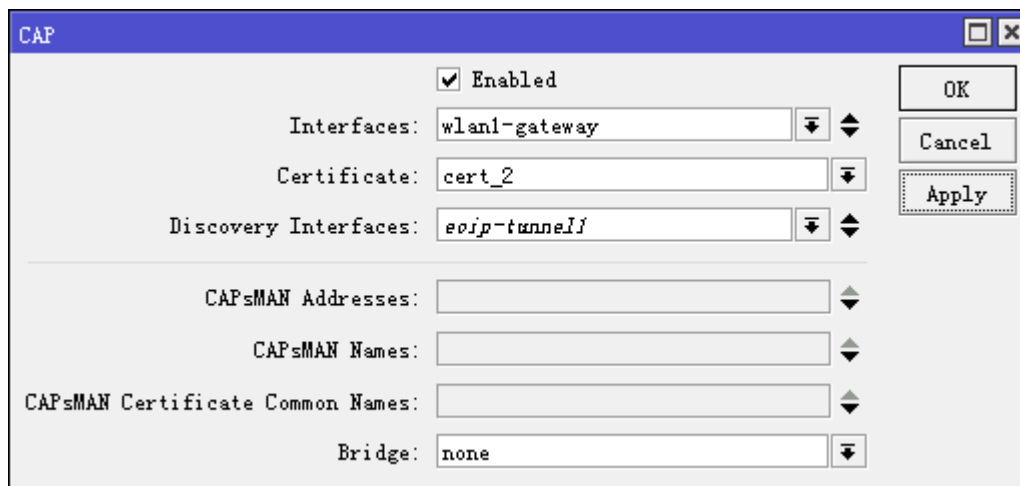 CAP
Enabled
OK
Interfaces: wlan1-gateway
Cancel
Certificate: cert_2
Apply
Discovery Interfaces: eoip-tunnel1
CAPsMAN Addresses:
CAPsMAN Names:
CAPsMAN Certificate Common Names:
Bridge: none